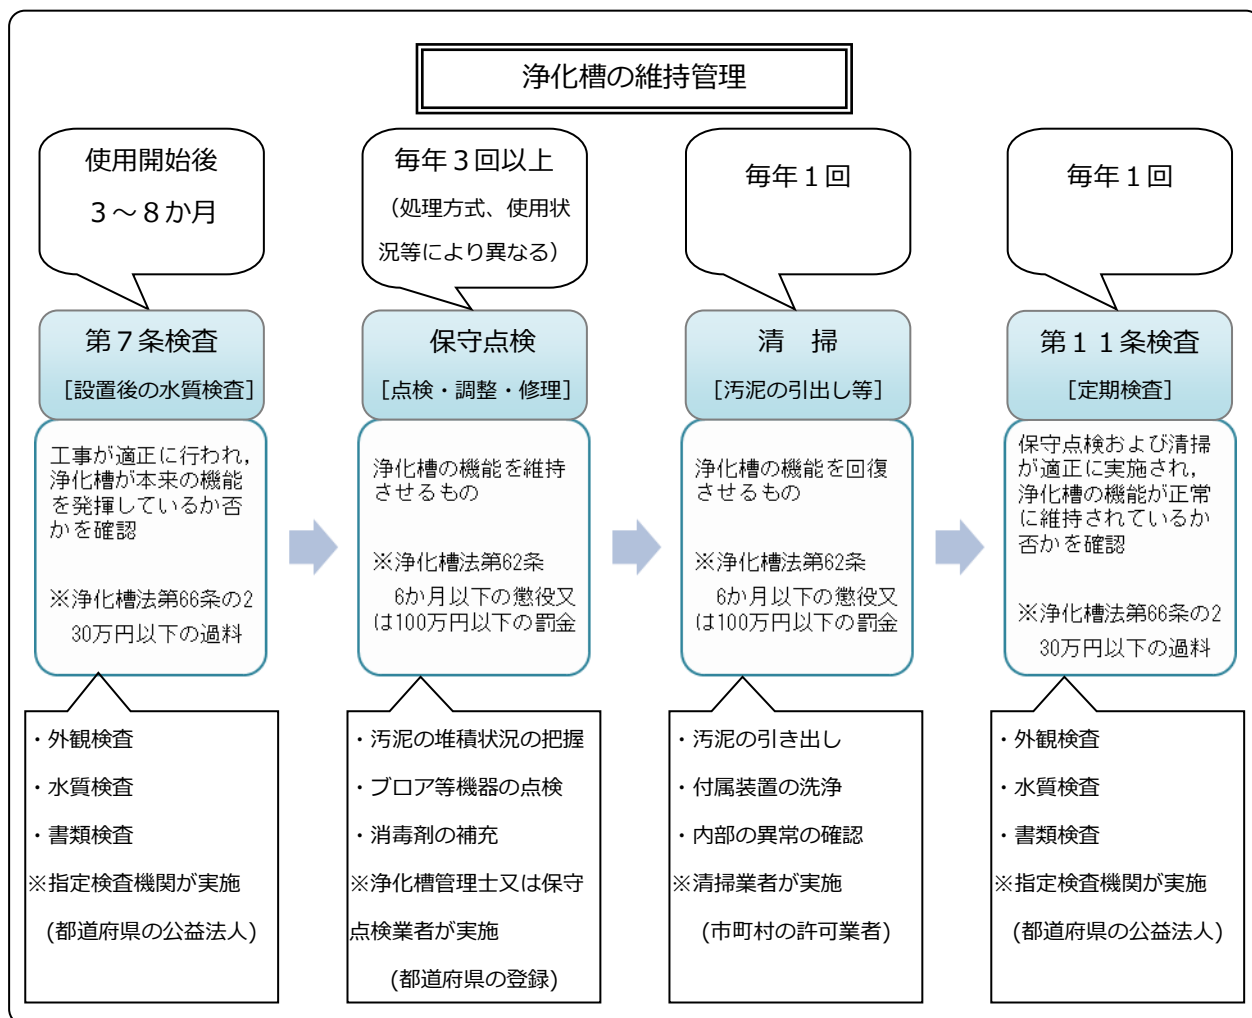 浄化槽の維持管理
使用開始後
３～８か月
第７条検査
［設置後の水質検査］
工事が適正に行われ，
浄化槽が本来の機能
を発揮しているか否
かを確認
※浄化槽法第66条の2
30万円以下の過料
・外観検査
・水質検査
・書類検査
※指定検査機関が実施
(都道府県の公益法人)
毎年３回以上
（処理方式、使用状
況等により異なる）
保守点検
［点検・調整・修理］
浄化槽の機能を維持
させるもの
※浄化槽法第62条
6か月以下の懲役又
は100万円以下の罰金
・汚泥の堆積状況の把握
・ブロア等機器の点検
・消毒剤の補充
※浄化槽管理士又は保守
点検業者が実施
(都道府県の登録)
毎年１回
清　掃
［汚泥の引出し等］
浄化槽の機能を回復
させるもの
※浄化槽法第62条
6か月以下の懲役又
は100万円以下の罰金
・汚泥の引き出し
・付属装置の洗浄
・内部の異常の確認
※清掃業者が実施
(市町村の許可業者)
毎年１回
第１１条検査
［定期検査］
保守点検および清掃
が適正に実施され，
浄化槽の機能が正常
に維持されているか
否かを確認
※浄化槽法第66条の2
30万円以下の過料
・外観検査
・水質検査
・書類検査
※指定検査機関が実施
(都道府県の公益法人)